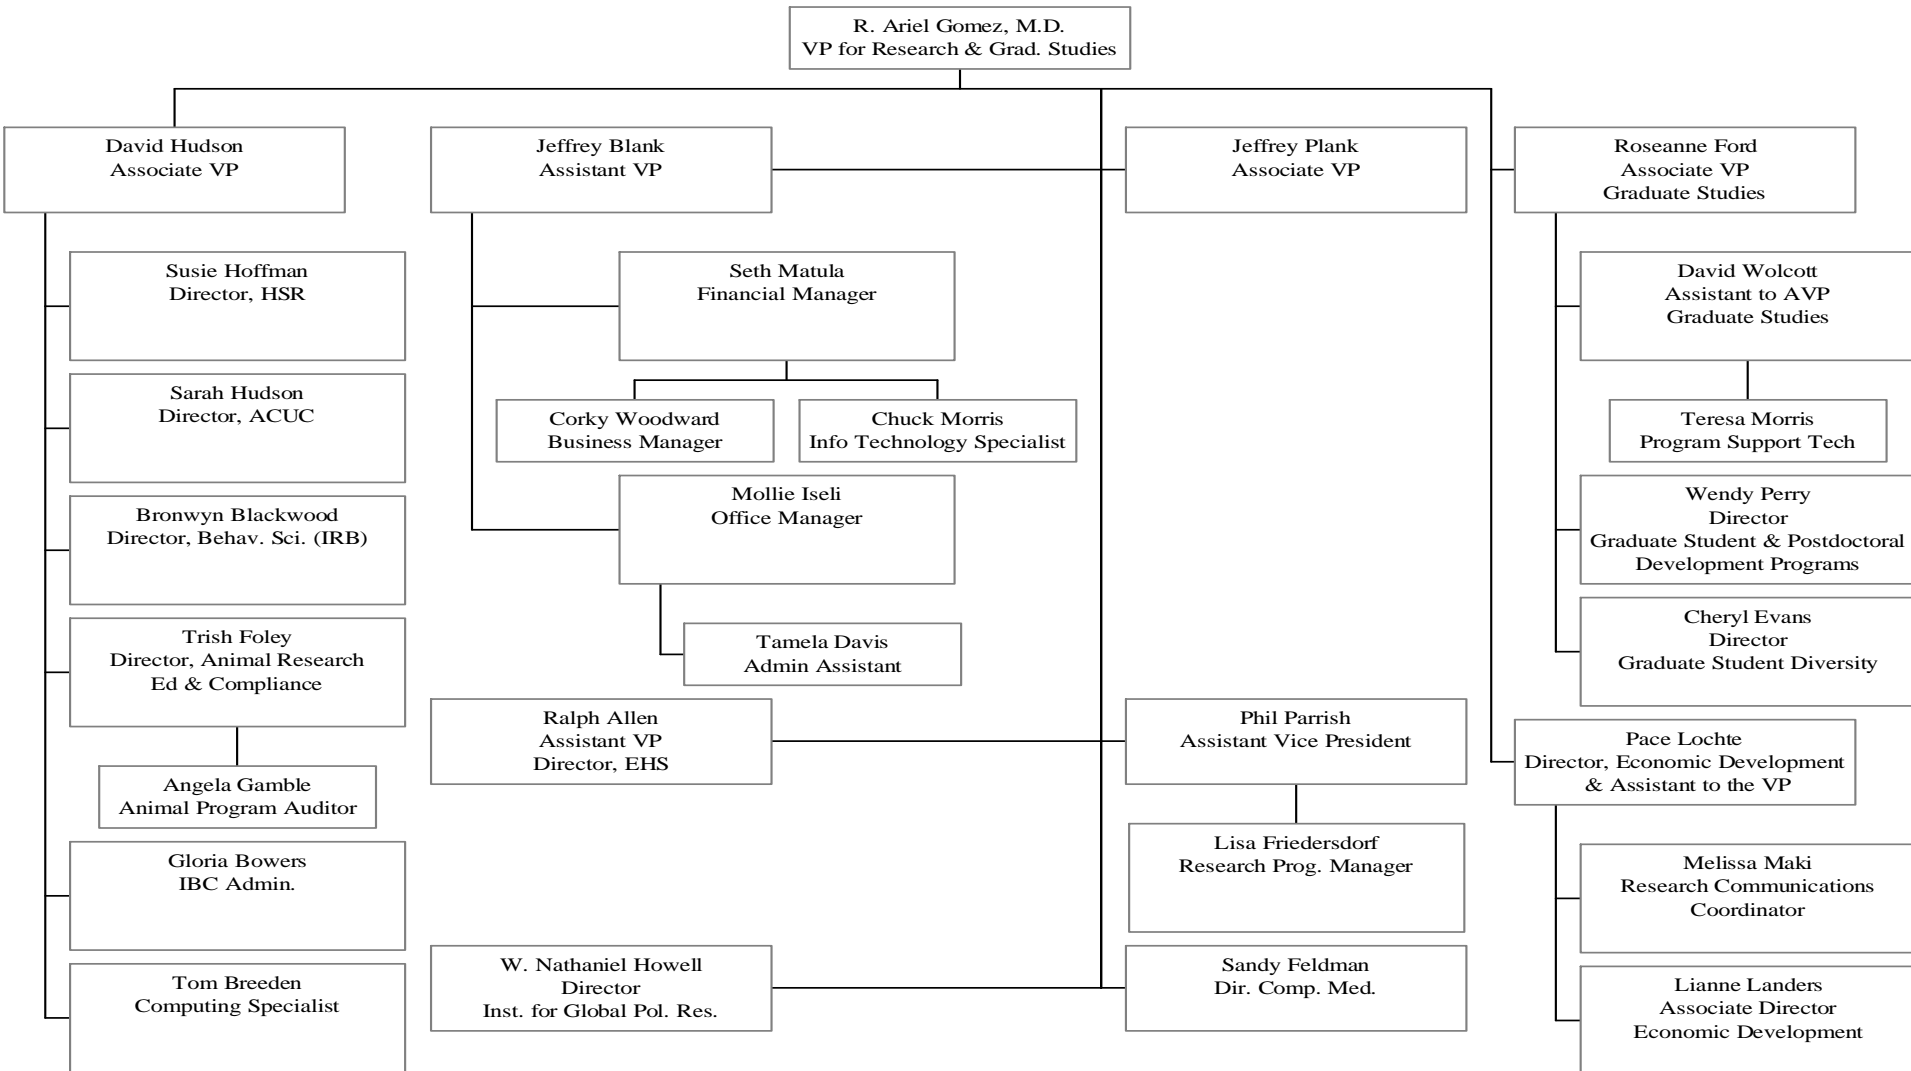 R. Ariel Gomez, M.D.
VP for Research & Grad. Studies
David Hudson
Associate VP
Susie Hoffman
Director, HSR
Sarah Hudson
Director, ACUC
Bronwyn Blackwood
Director, Behav. Sci. (IRB)
Trish Foley
Director, Animal Research
Ed & Compliance
Angela Gamble
Animal Program Auditor
Gloria Bowers
IBC Admin.
Tom Breeden
Computing Specialist
Jeffrey Blank
Assistant VP
Seth Matula
Financial Manager
Corky Woodward
Business Manager
Chuck Morris
Info Technology Specialist
Mollie Iseli
Office Manager
Tamela Davis
Admin Assistant
Ralph Allen
Assistant VP
Director, EHS
W. Nathaniel Howell
Director
Inst. for Global Pol. Res.
Jeffrey Plank
Associate VP
Phil Parrish
Assistant Vice President
Lisa Friedersdorf
Research Prog. Manager
Sandy Feldman
Dir. Comp. Med.
Roseanne Ford
Associate VP
Graduate Studies
David Wolcott
Assistant to AVP
Graduate Studies
Teresa Morris
Program Support Tech
Wendy Perry
Director
Graduate Student & Postdoctoral
Development Programs
Cheryl Evans
Director
Graduate Student Diversity
Pace Lochte
Director, Economic Development
& Assistant to the VP
Melissa Maki
Research Communications
Coordinator
Lianne Landers
Associate Director
Economic Development